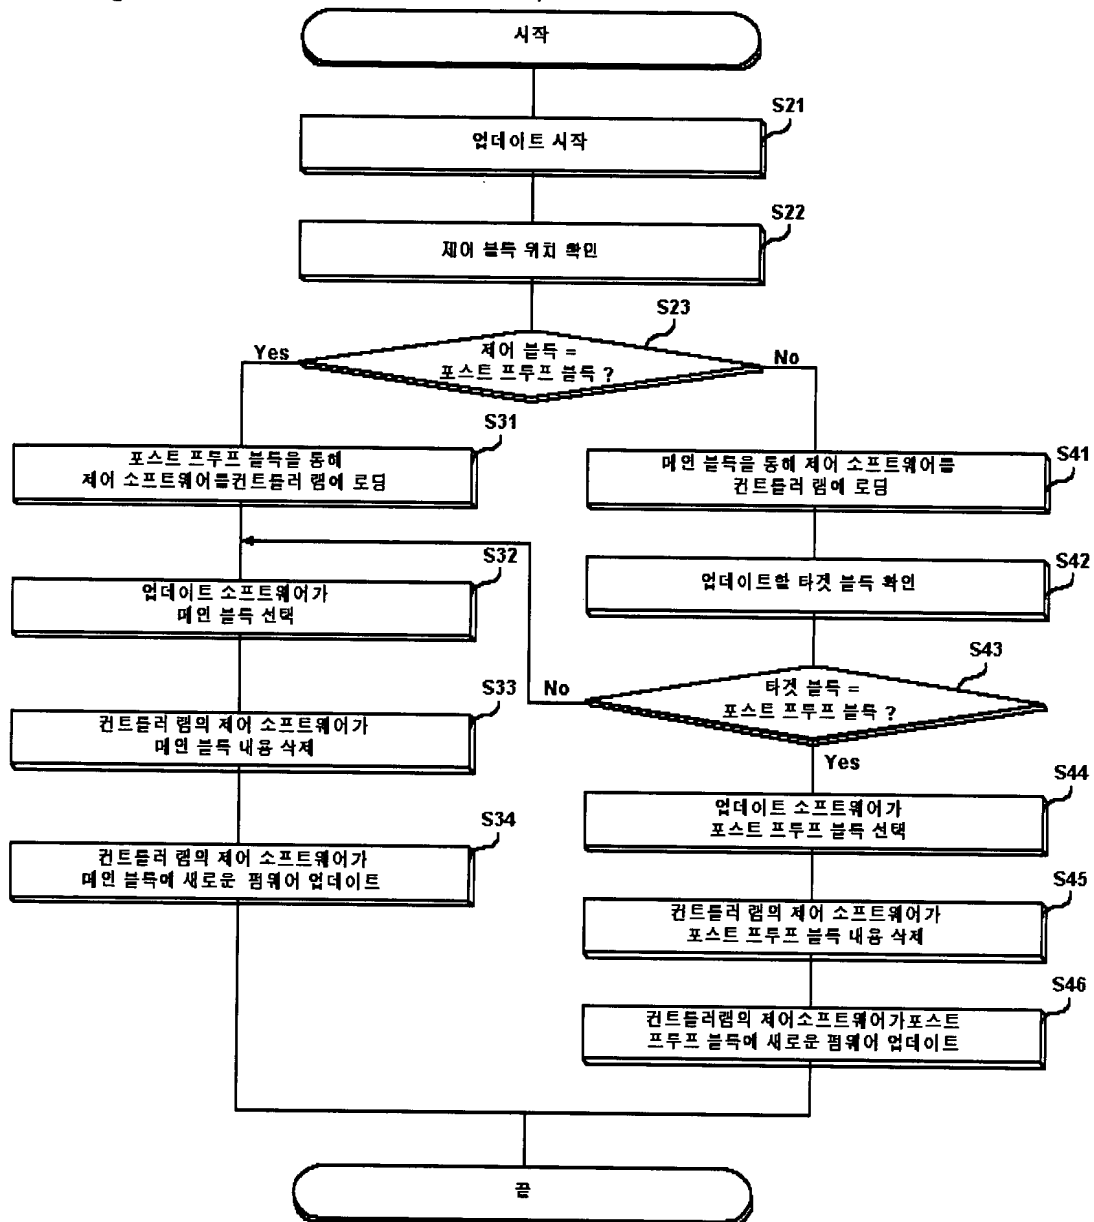 시작
S21
업데이트 시작
S22
제어 블록 위치 확인
S23
제어 블록 =
포스트 프루프 블록 ?
Yes
No
S31
포스트 프루프 블록을 통해
제어 소프트웨어를컨트롤러 램에 로딩
S41
메인 블록을 통해 제어 소프트웨어를
컨트롤러 램에 로딩
S32
업데이트 소프트웨어가
메인 블록 선택
S42
업데이트할 타겟 블록 확인
S43
타겟 블록 =
포스트 프루프 블록 ?
No
Yes
S33
컨트롤러 램의 제어 소프트웨어가
메인 블록 내용 삭제
S44
업데이트 소프트웨어가
포스트 프루프 블록 선택
S34
컨트롤러 램의 제어 소프트웨어가
메인 블록에 새로운 펌웨어 업데이트
S45
컨트롤러 램의 제어 소프트웨어가
포스트 프루프 블록 내용 삭제
S46
컨트롤러램의 제어소프트웨어가포스트
프루프 블록에 새로운 펌웨어 업데이트
끝